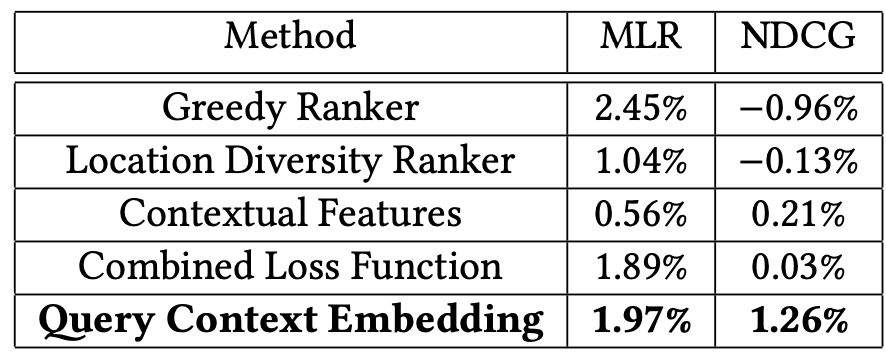 Method MLR NDCG
Greedy Ranker 2.45% −0.96%
Location Diversity Ranker 1.04% −0.13%
Contextual Features 0.56% 0.21%
Combined Loss Function 1.89% 0.03%
Query Context Embedding 1.97% 1.26%